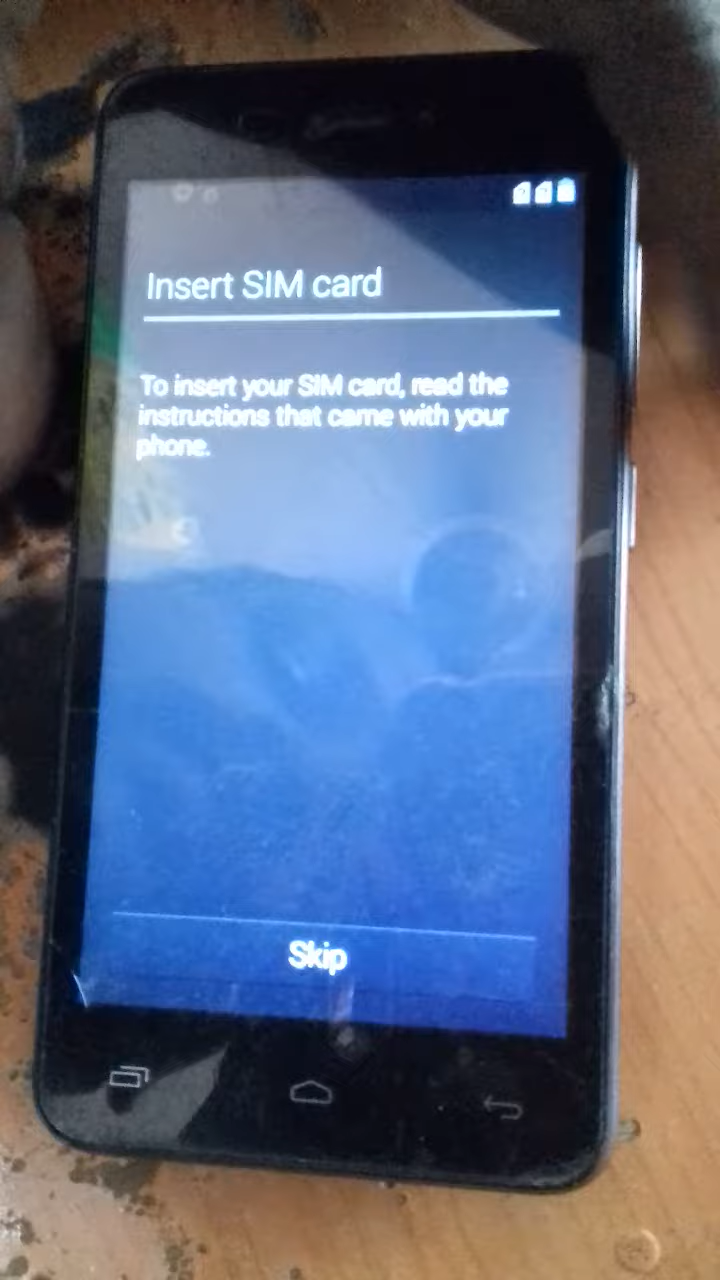 Insert SIM card
To insert your SIM card, read the
instructions that came with your
phone.
Skip